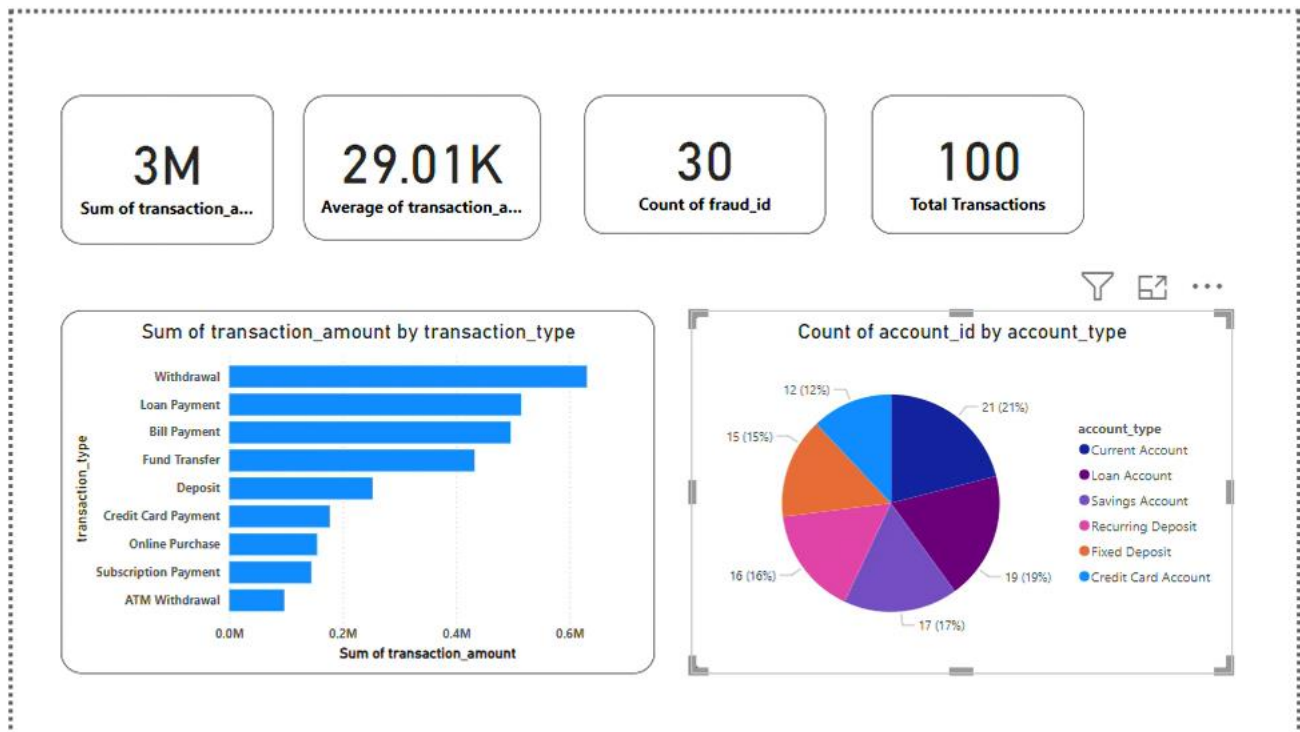 3M
Sum of transaction_a...
29.01K
Average of transaction_a...
30
Count of fraud_id
100
Total Transactions
Sum of transaction_amount by transaction_type
transaction_type
Withdrawal
Loan Payment
Bill Payment
Fund Transfer
Deposit
Credit Card Payment
Online Purchase
Subscription Payment
ATM Withdrawal
0.0M 0.2M 0.4M 0.6M
Sum of transaction_amount
Count of account_id by account_type
12 (12%)
21 (21%)
15 (15%)
16 (16%)
19 (19%)
17 (17%)
account_type
Current Account
Loan Account
Savings Account
Recurring Deposit
Fixed Deposit
Credit Card Account